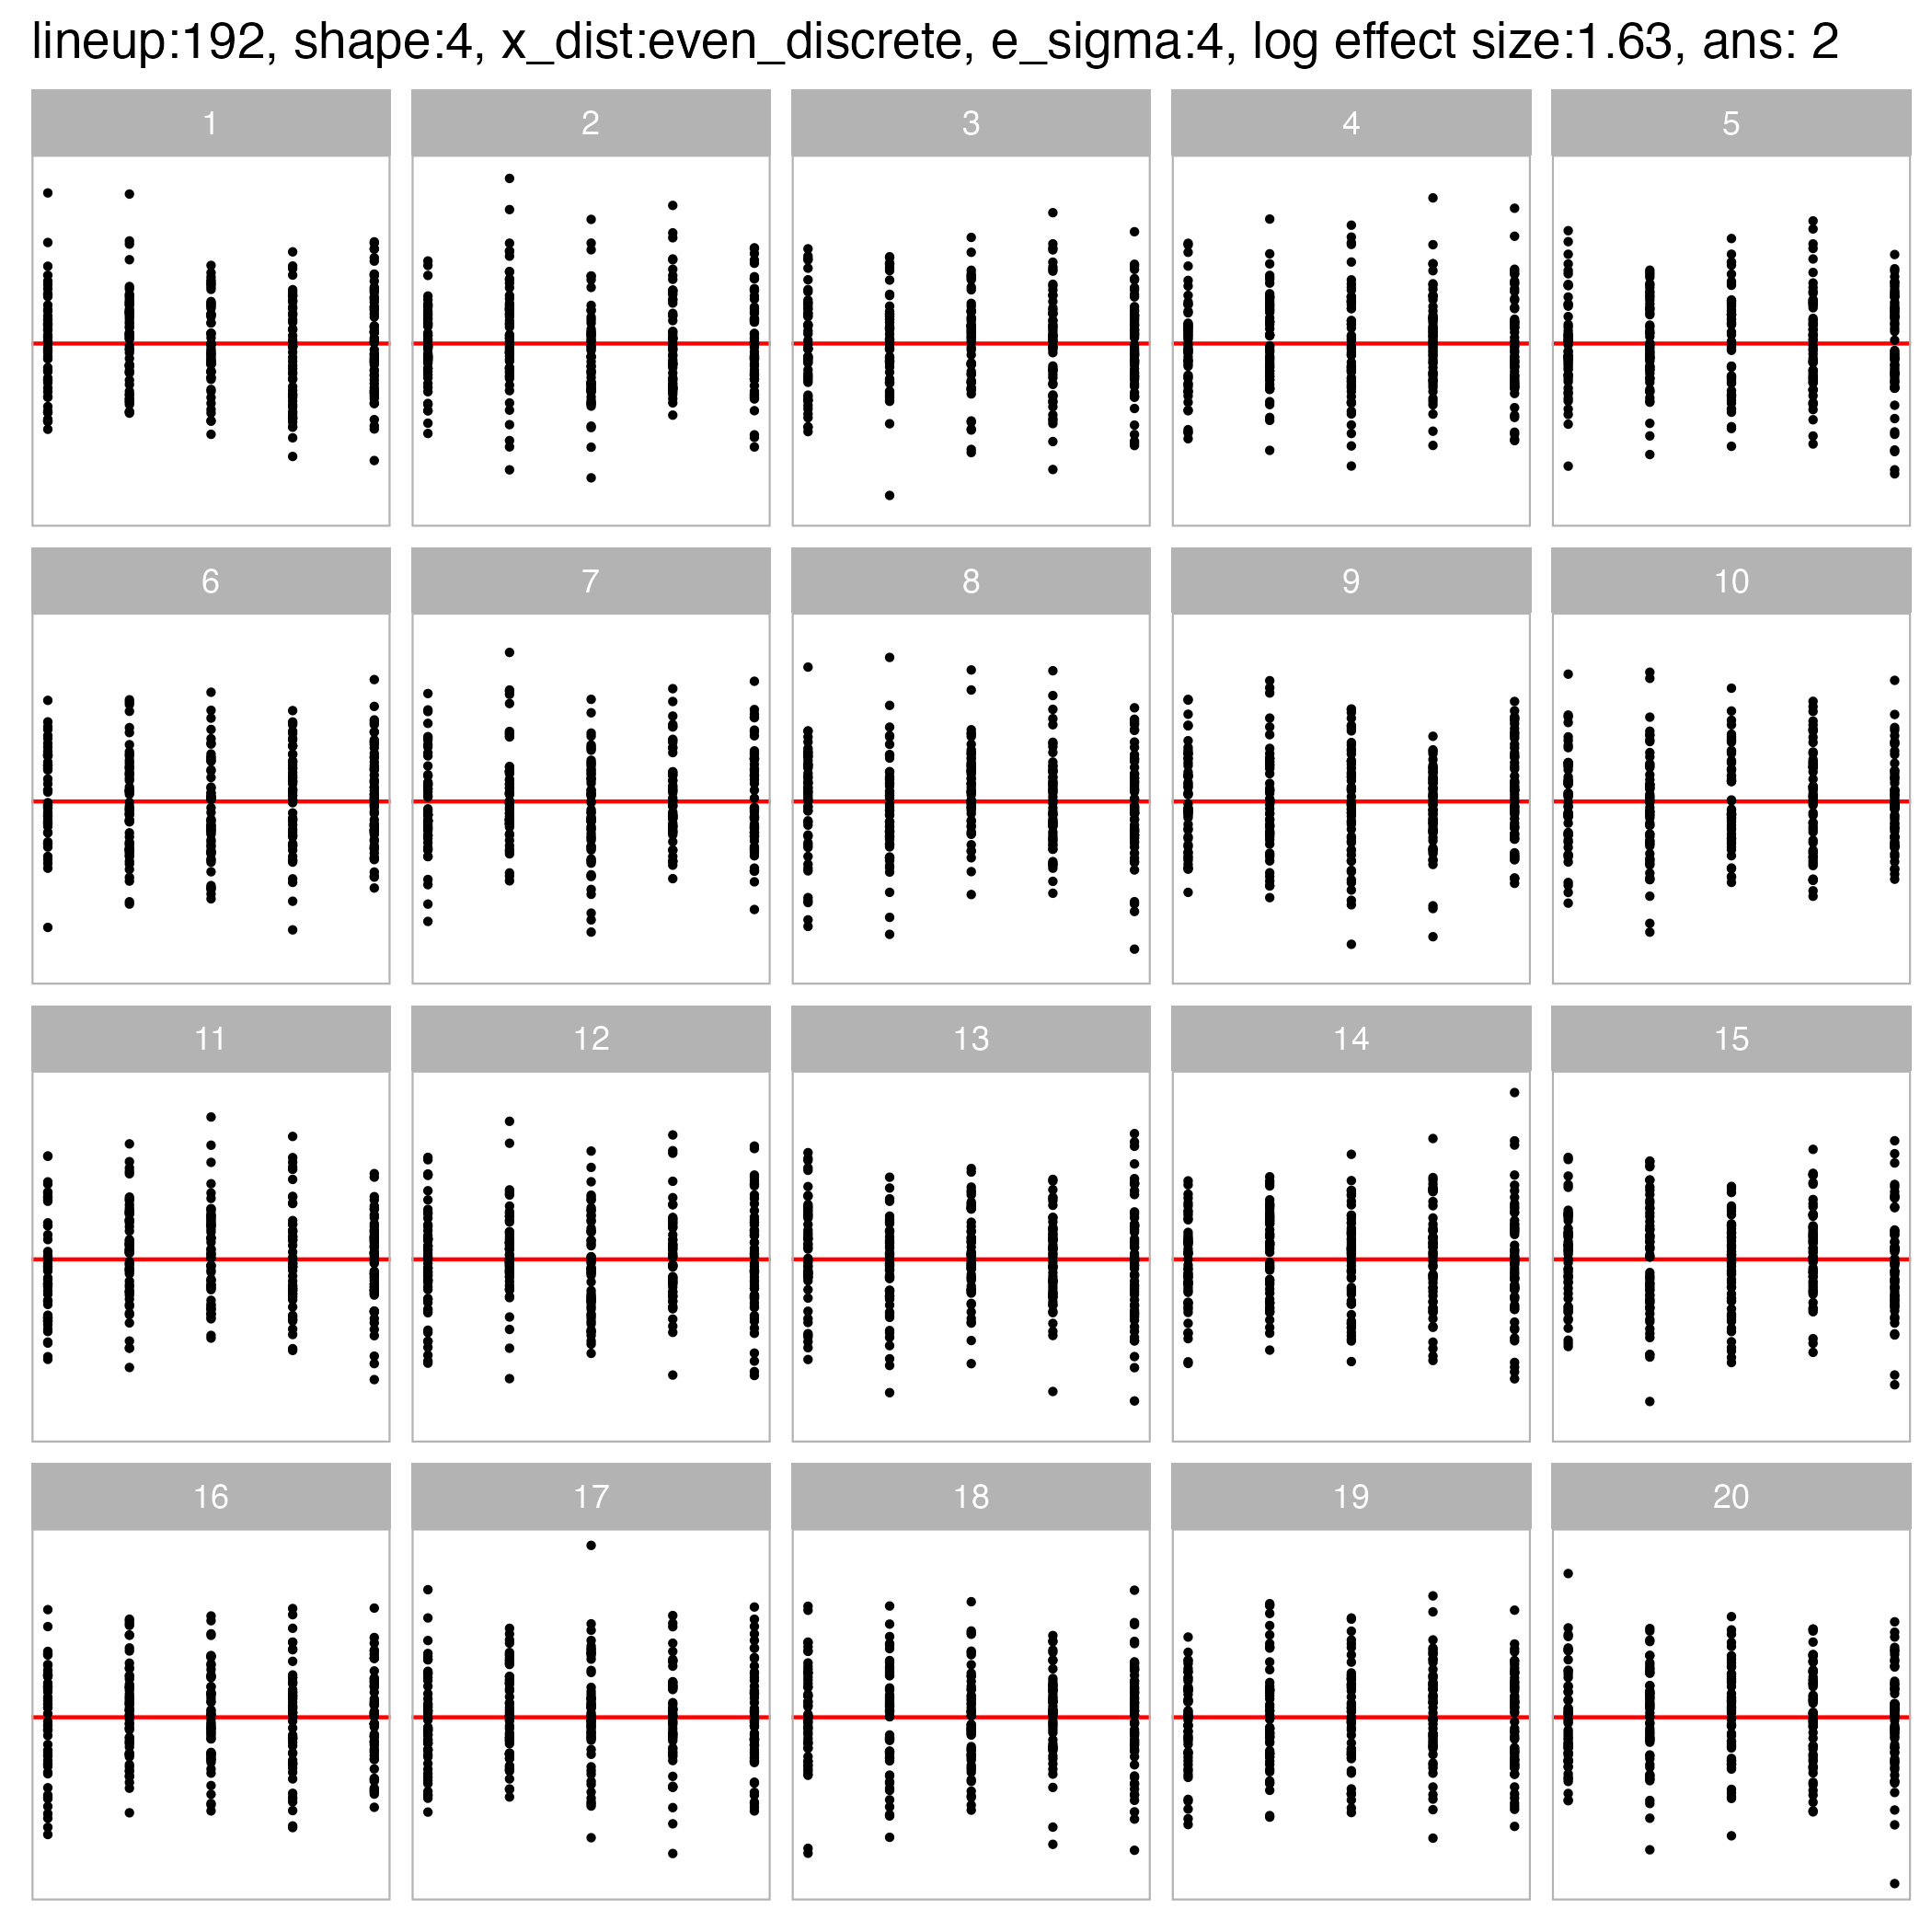 lineup:192, shape:4, x_dist:even_discrete, e_sigma:4, log effect size:1.63, ans: 2
1 2 3 4 5
6 7 8 9 10
11 12 13 14 15
16 17 18 19 20